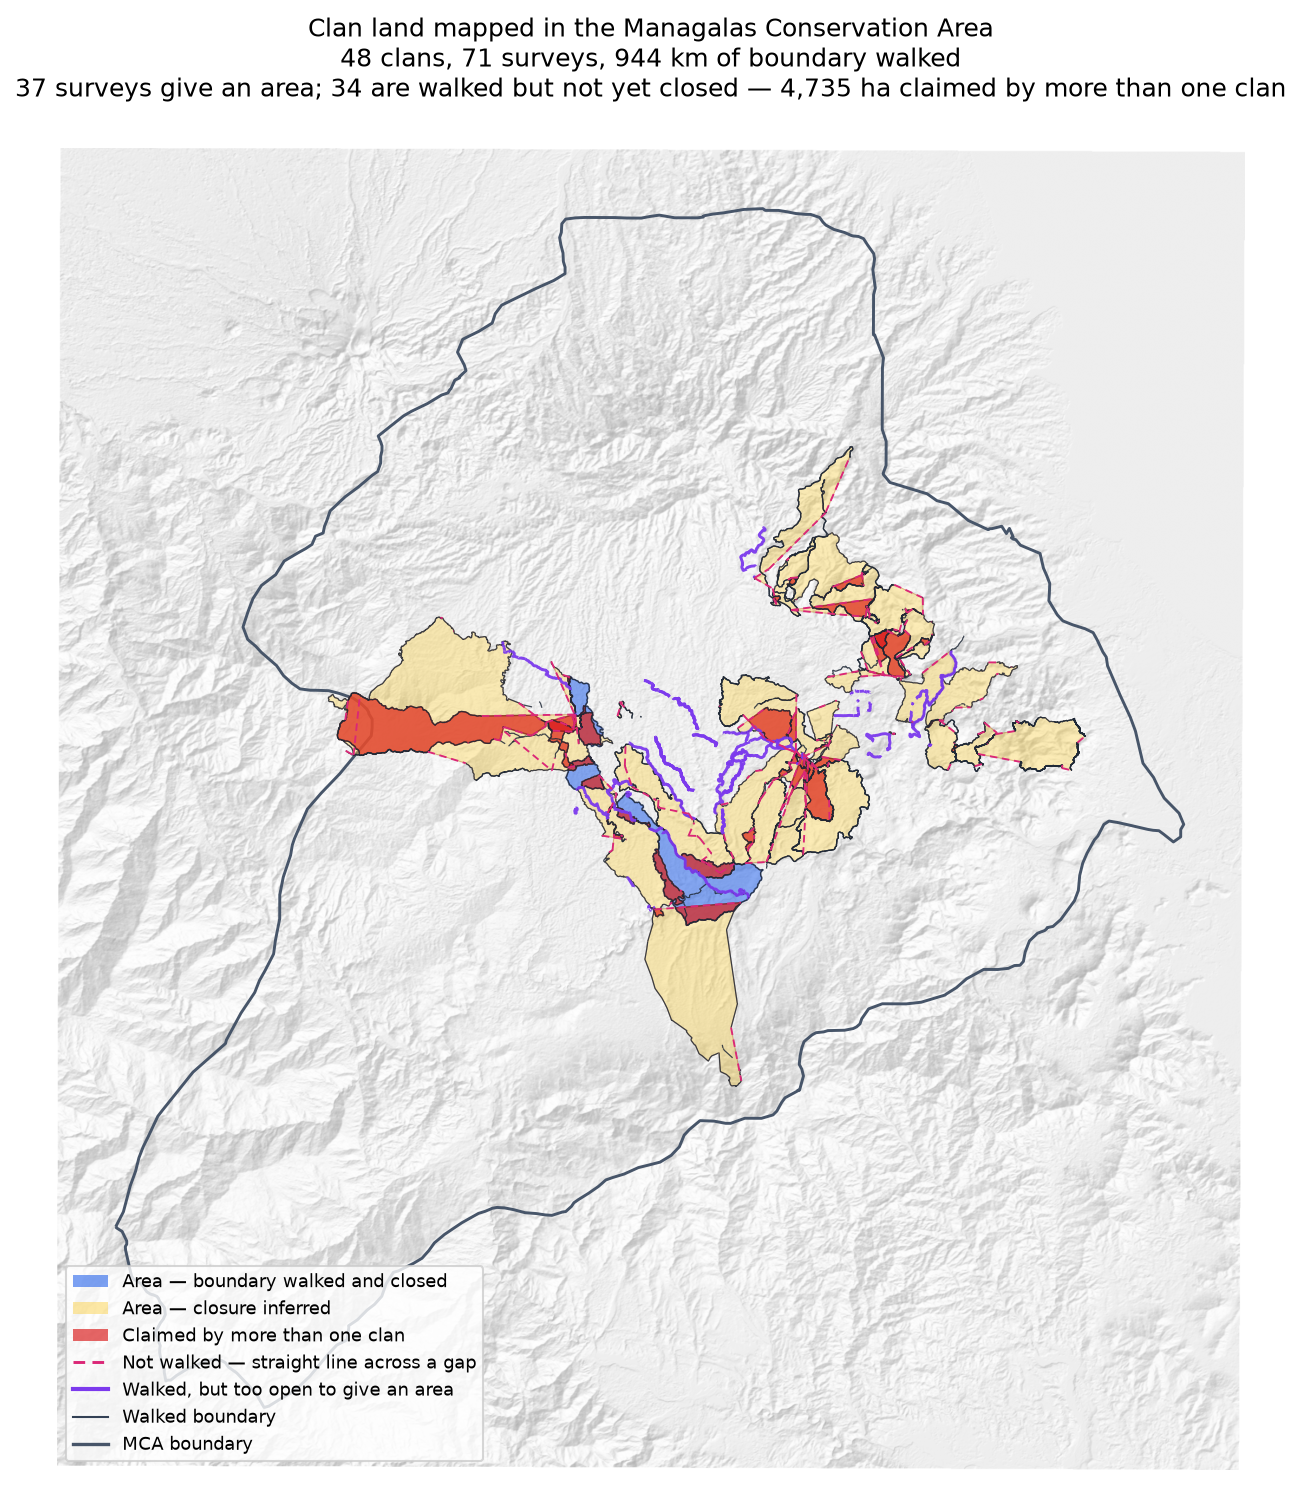 Clan land mapped in the Managalas Conservation Area
48 clans, 71 surveys, 944 km of boundary walked
37 surveys give an area; 34 are walked but not yet closed — 4,735 ha claimed by more than one clan
Area — boundary walked and closed
Area — closure inferred
Claimed by more than one clan
Not walked — straight line across a gap
Walked, but too open to give an area
Walked boundary
MCA boundary